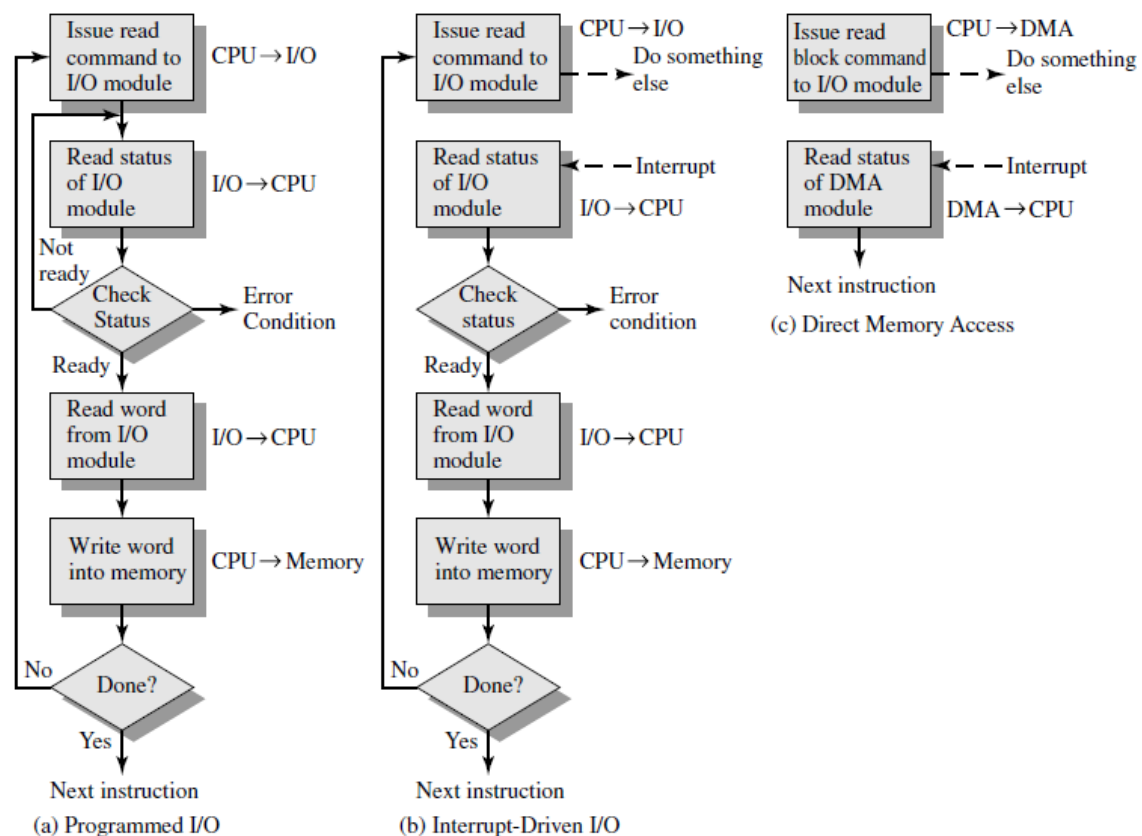 Issue read
command to
I/O module
CPU → I/O
Read status
of I/O
module
I/O → CPU
Not
ready
Check
Status
Error
Condition
Ready
Read word
from I/O
module
I/O → CPU
Write word
into memory
CPU → Memory
No
Done?
Yes
Next instruction
(a) Programmed I/O
Issue read
command to
I/O module
CPU → I/O
Do something
else
Read status
of I/O
module
Interrupt
I/O → CPU
Check
status
Error
condition
Ready
Read word
from I/O
module
I/O → CPU
Write word
into memory
CPU → Memory
No
Done?
Yes
Next instruction
(b) Interrupt-Driven I/O
Issue read
block command
to I/O module
CPU → DMA
Do something
else
Read status
of DMA
module
Interrupt
DMA → CPU
Next instruction
(c) Direct Memory Access